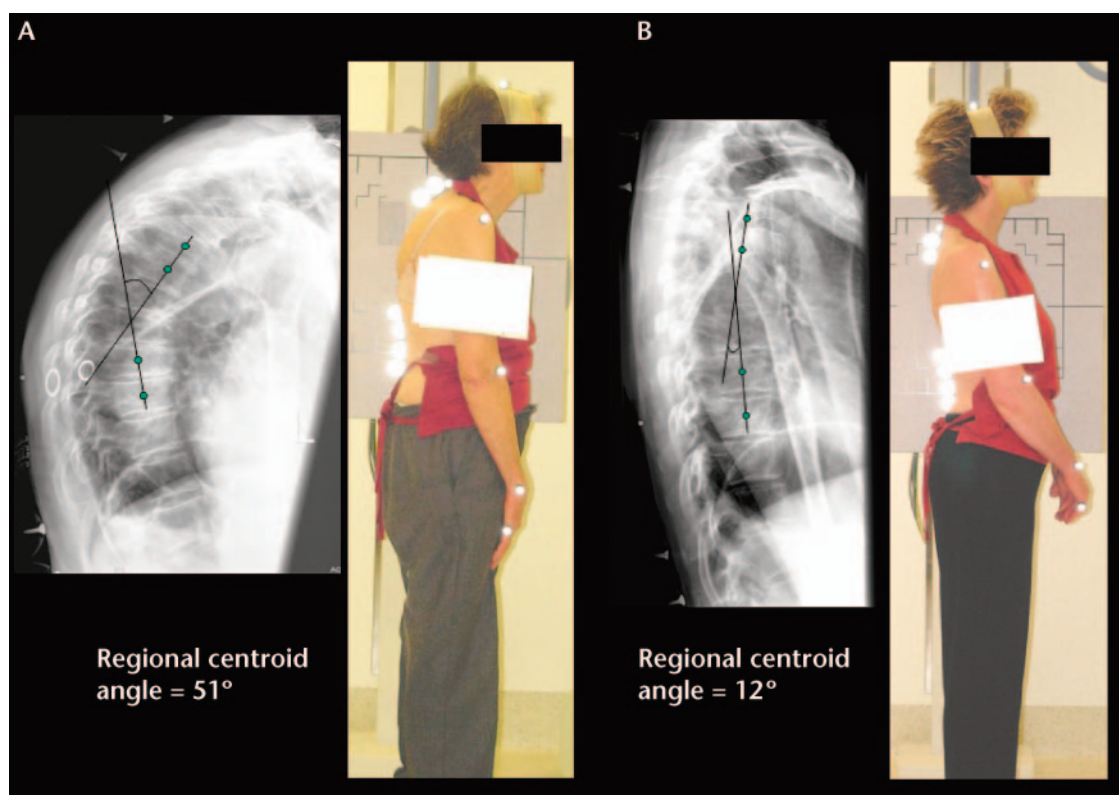 A
B
Regional centroid
angle = 51°
Regional centroid
angle = 12°